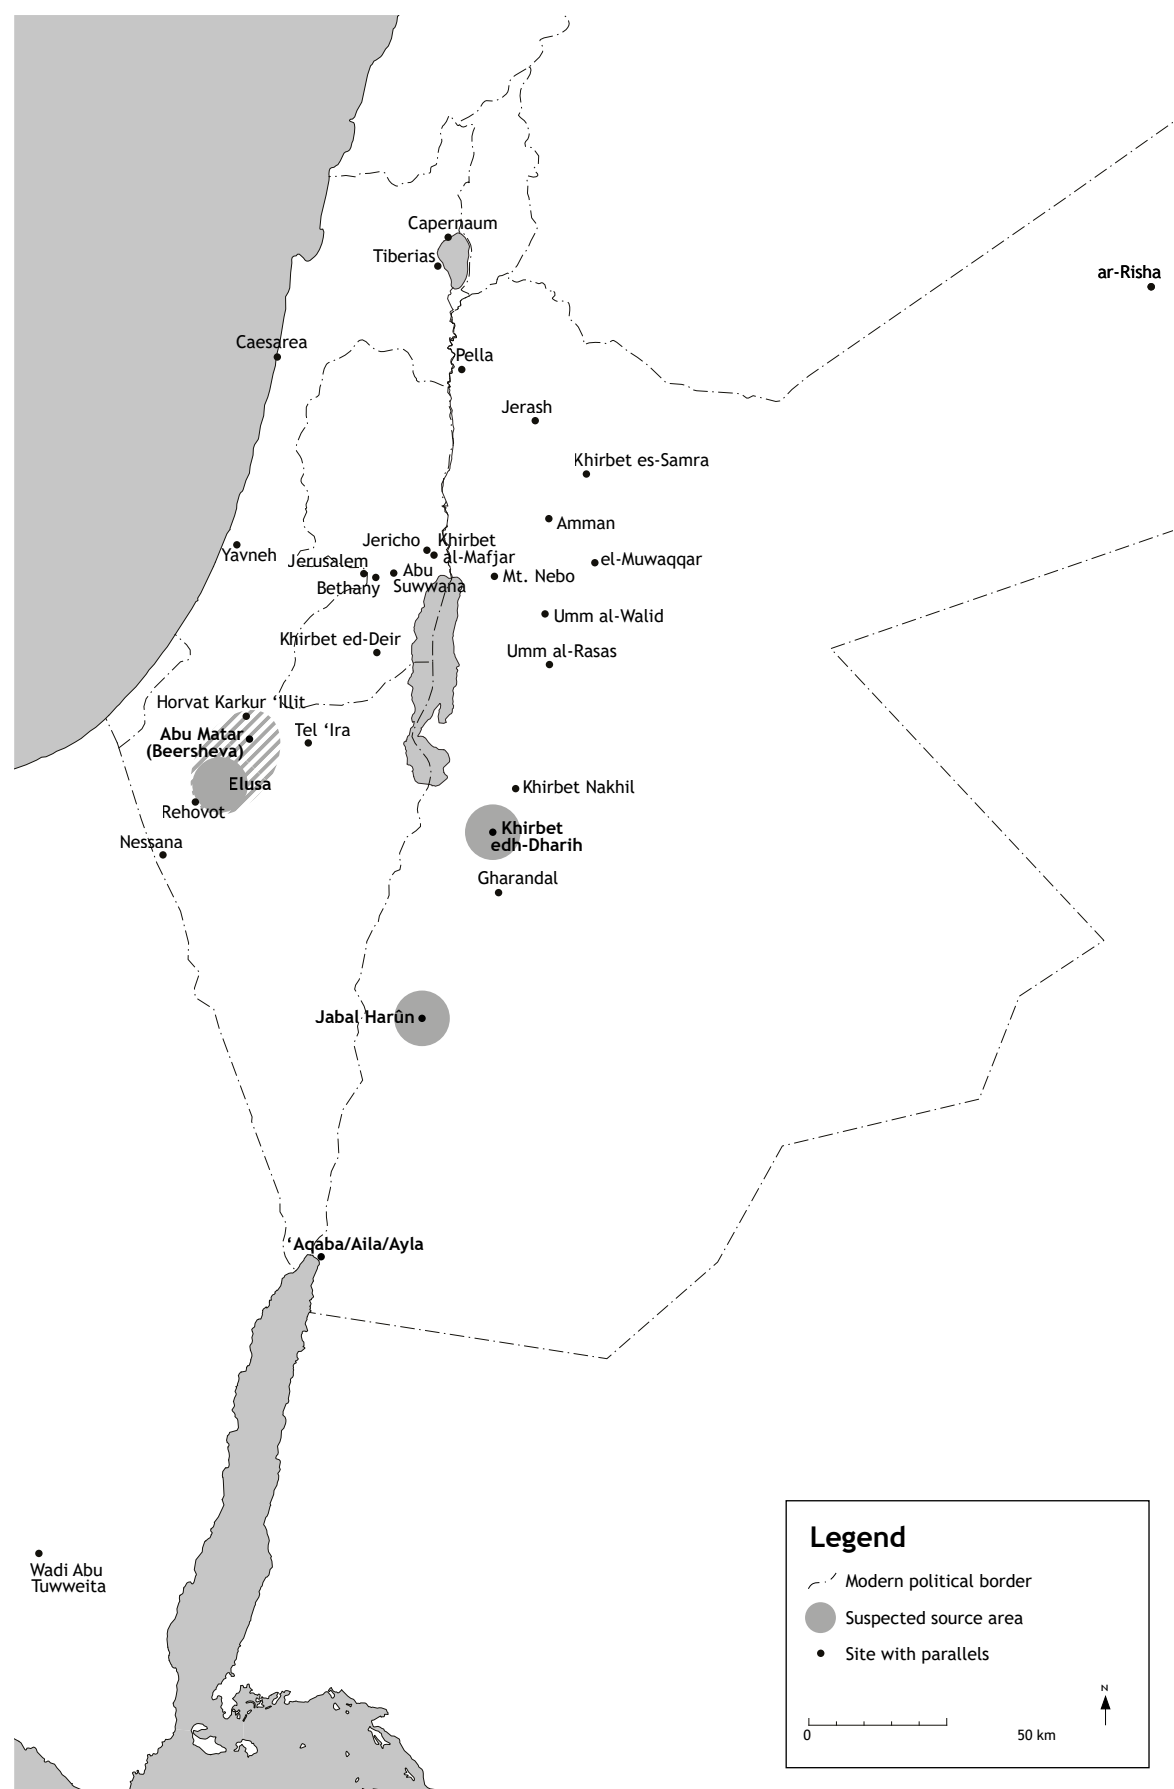 Capernaum
Tiberias
ar-Risha
Caesarea
Pella
Jerash
Khirbet es-Samra
Amman
Yavneh
Jericho
Khirbet
al-Mafjar
Jerusalem
Bethany
Abu
Suwwana
Mt. Nebo
el-Muwaqqar
Umm al-Walid
Khirbet ed-Deir
Umm al-Rasas
Horvat Karkur ‘Illit
Abu Matar
(Beersheva)
Tel ‘Ira
Elusa
Rehovot
Khirbet Nakhil
Nessana
Khirbet
edh-Dharih
Gharandal
Jabal Harûn
‘Aqaba/Aila/Ayla
Wadi Abu
Tuwweita
Legend
Modern political border
Suspected source area
Site with parallels
N
0 50 km